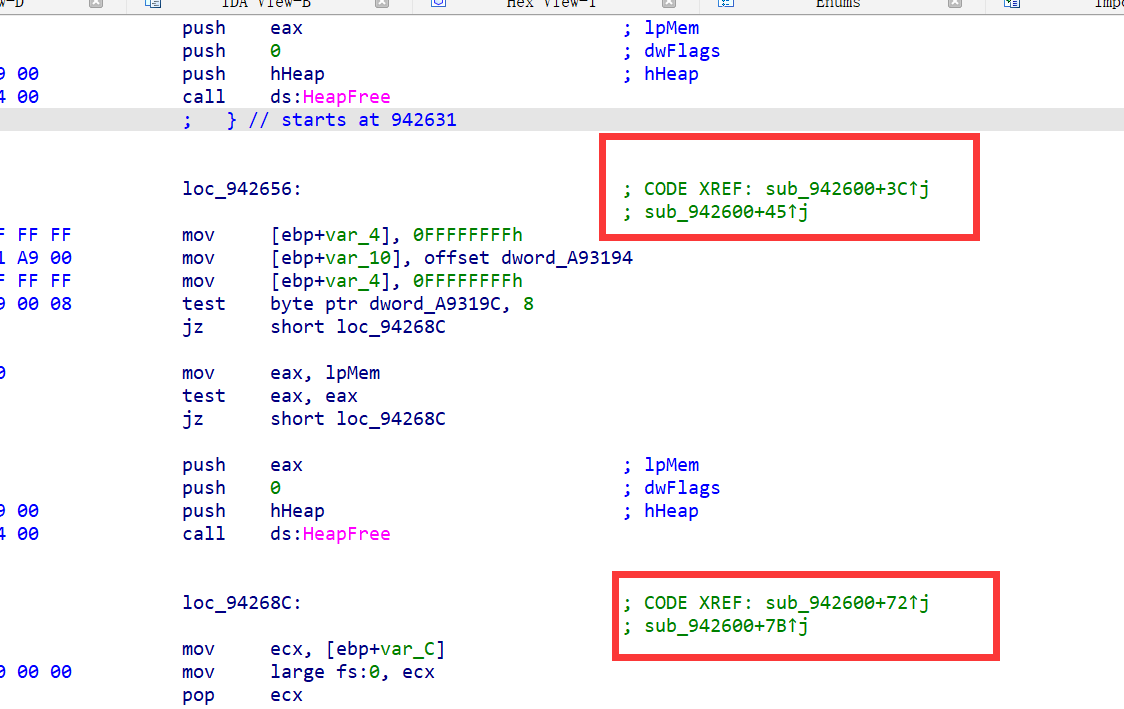 w-D IDA View-B Hex View-1 Enums Impo
push eax ; lpMem
push 0 ; dwFlags
9 00 push hHeap ; hHeap
4 00 call ds:HeapFree
; } // starts at 942631
loc_942656: ; CODE XREF: sub_942600+3C↑j
; sub_942600+45↑j
F FF FF mov [ebp+var_4], 0FFFFFFFFh
1 A9 00 mov [ebp+var_10], offset dword_A93194
F FF FF mov [ebp+var_4], 0FFFFFFFFh
9 00 08 test byte ptr dword_A9319C, 8
jz short loc_94268C
0 mov eax, lpMem
test eax, eax
jz short loc_94268C
push eax ; lpMem
push 0 ; dwFlags
9 00 push hHeap ; hHeap
4 00 call ds:HeapFree
loc_94268C: ; CODE XREF: sub_942600+72↑j
; sub_942600+7B↑j
mov ecx, [ebp+var_C]
0 00 00 mov large fs:0, ecx
pop ecx